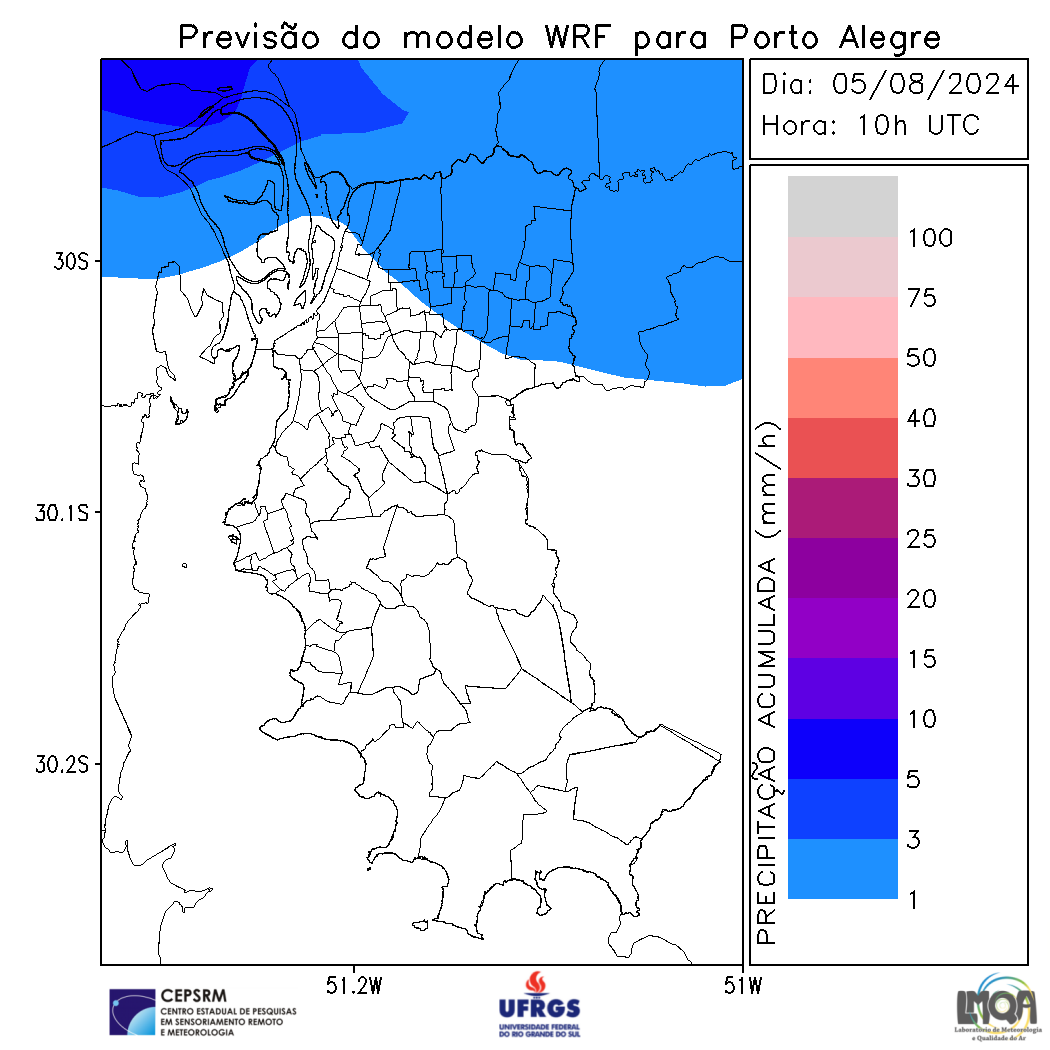 Previsão do modelo WRF para Porto Alegre
Dia: 05/08/2024
Hora: 10h UTC
30S
30.1S
30.2S
51.2W
51W
PRECIPITAÇÃO ACUMULADA (mm/h)
100
75
50
40
30
25
20
15
10
5
3
1
CEPSRM
CENTRO ESTADUAL DE PESQUISAS
EM SENSORIAMENTO REMOTO
E METEOROLOGIA
UFRGS
UNIVERSIDADE FEDERAL
DO RIO GRANDE DO SUL
LMQA
Laboratório de Meteorologia
e Qualidade do Ar